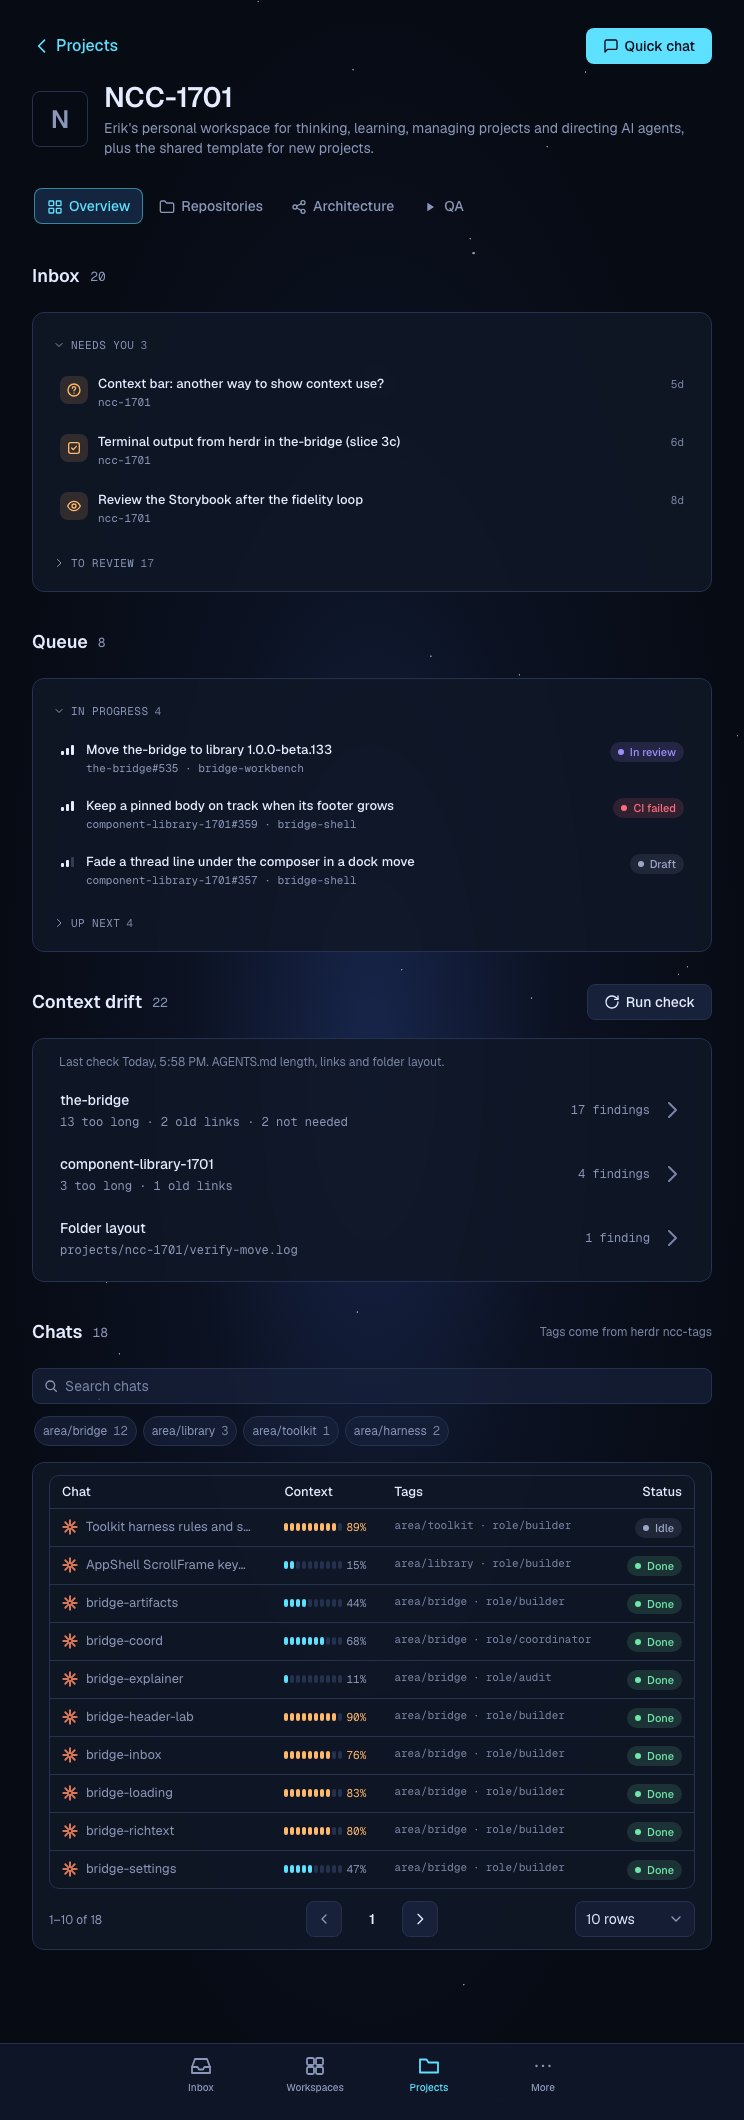 Projects
Quick chat
N
NCC-1701
Erik's personal workspace for thinking, learning, managing projects and directing AI agents,
plus the shared template for new projects.
Overview
Repositories
Architecture
QA
Inbox 20
NEEDS YOU 3
Context bar: another way to show context use?
5d
ncc-1701
Terminal output from herdr in the-bridge (slice 3c)
6d
ncc-1701
Review the Storybook after the fidelity loop
8d
ncc-1701
TO REVIEW 17
Queue 8
IN PROGRESS 4
Move the-bridge to library 1.0.0-beta.133
In review
the-bridge#535 · bridge-workbench
Keep a pinned body on track when its footer grows
CI failed
component-library-1701#359 · bridge-shell
Fade a thread line under the composer in a dock move
Draft
component-library-1701#357 · bridge-shell
UP NEXT 4
Context drift 22
Run check
Last check Today, 5:58 PM. AGENTS.md length, links and folder layout.
the-bridge
13 too long · 2 old links · 2 not needed
17 findings
component-library-1701
3 too long · 1 old links
4 findings
Folder layout
projects/ncc-1701/verify-move.log
1 finding
Chats 18
Tags come from herdr ncc-tags
Search chats
area/bridge 12
area/library 3
area/toolkit 1
area/harness 2
Chat Context Tags Status
Toolkit harness rules and s... 89% area/toolkit · role/builder Idle
AppShell ScrollFrame key... 15% area/library · role/builder Done
bridge-artifacts 44% area/bridge · role/builder Done
bridge-coord 68% area/bridge · role/coordinator Done
bridge-explainer 11% area/bridge · role/audit Done
bridge-header-lab 90% area/bridge · role/builder Done
bridge-inbox 76% area/bridge · role/builder Done
bridge-loading 83% area/bridge · role/builder Done
bridge-richtext 80% area/bridge · role/builder Done
bridge-settings 47% area/bridge · role/builder Done
1–10 of 18
1
10 rows
Inbox
Workspaces
Projects
More